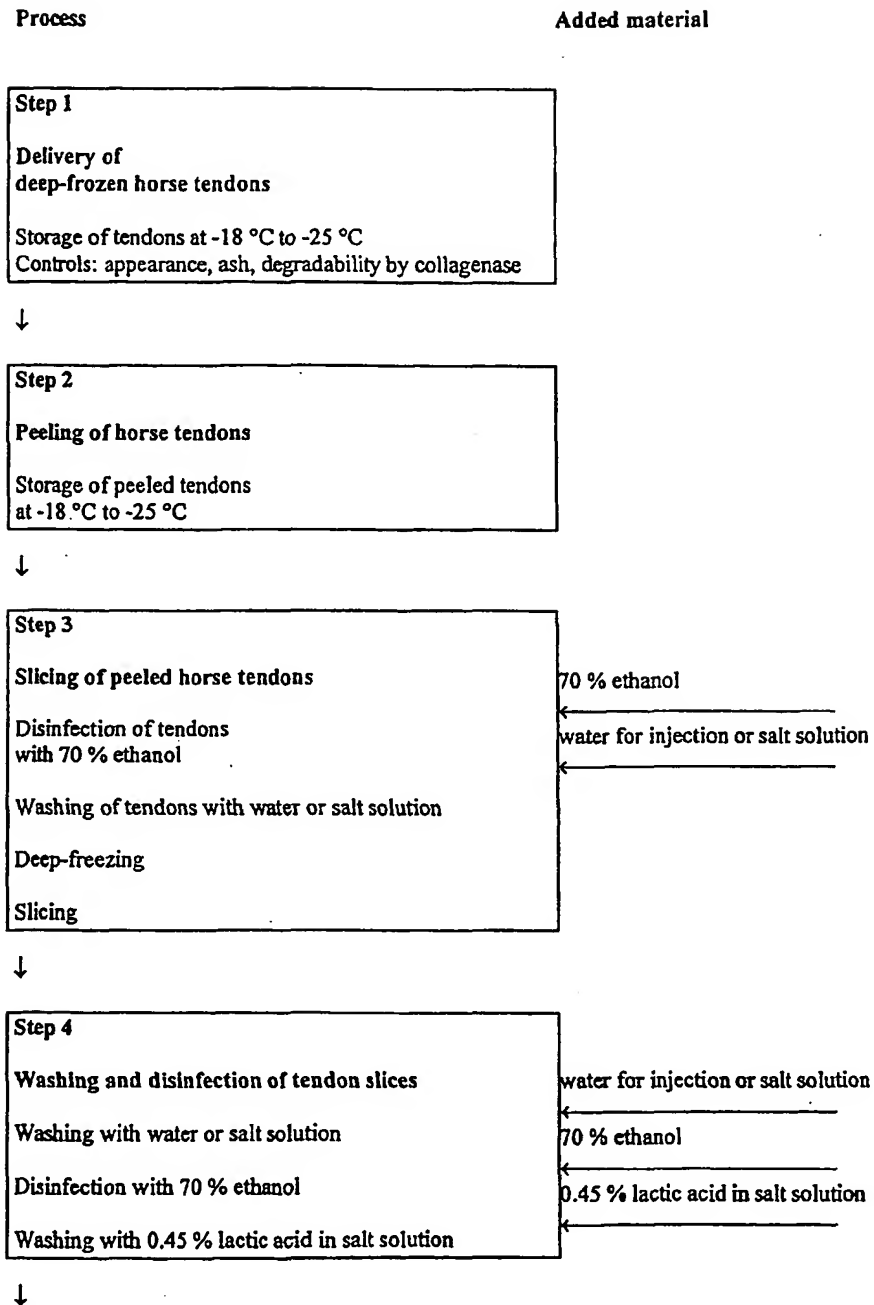 Process Added material
Step 1
Delivery of
deep-frozen horse tendons
Storage of tendons at -18 °C to -25 °C
Controls: appearance, ash, degradability by collagenase
↓
Step 2
Peeling of horse tendons
Storage of peeled tendons
at -18 °C to -25 °C
↓
Step 3
Slicing of peeled horse tendons 70 % ethanol
Disinfection of tendons
with 70 % ethanol
water for injection or salt solution
Washing of tendons with water or salt solution
Deep-freezing
Slicing
↓
Step 4
Washing and disinfection of tendon slices water for injection or salt solution
Washing with water or salt solution 70 % ethanol
Disinfection with 70 % ethanol 0.45 % lactic acid in salt solution
Washing with 0.45 % lactic acid in salt solution
↓